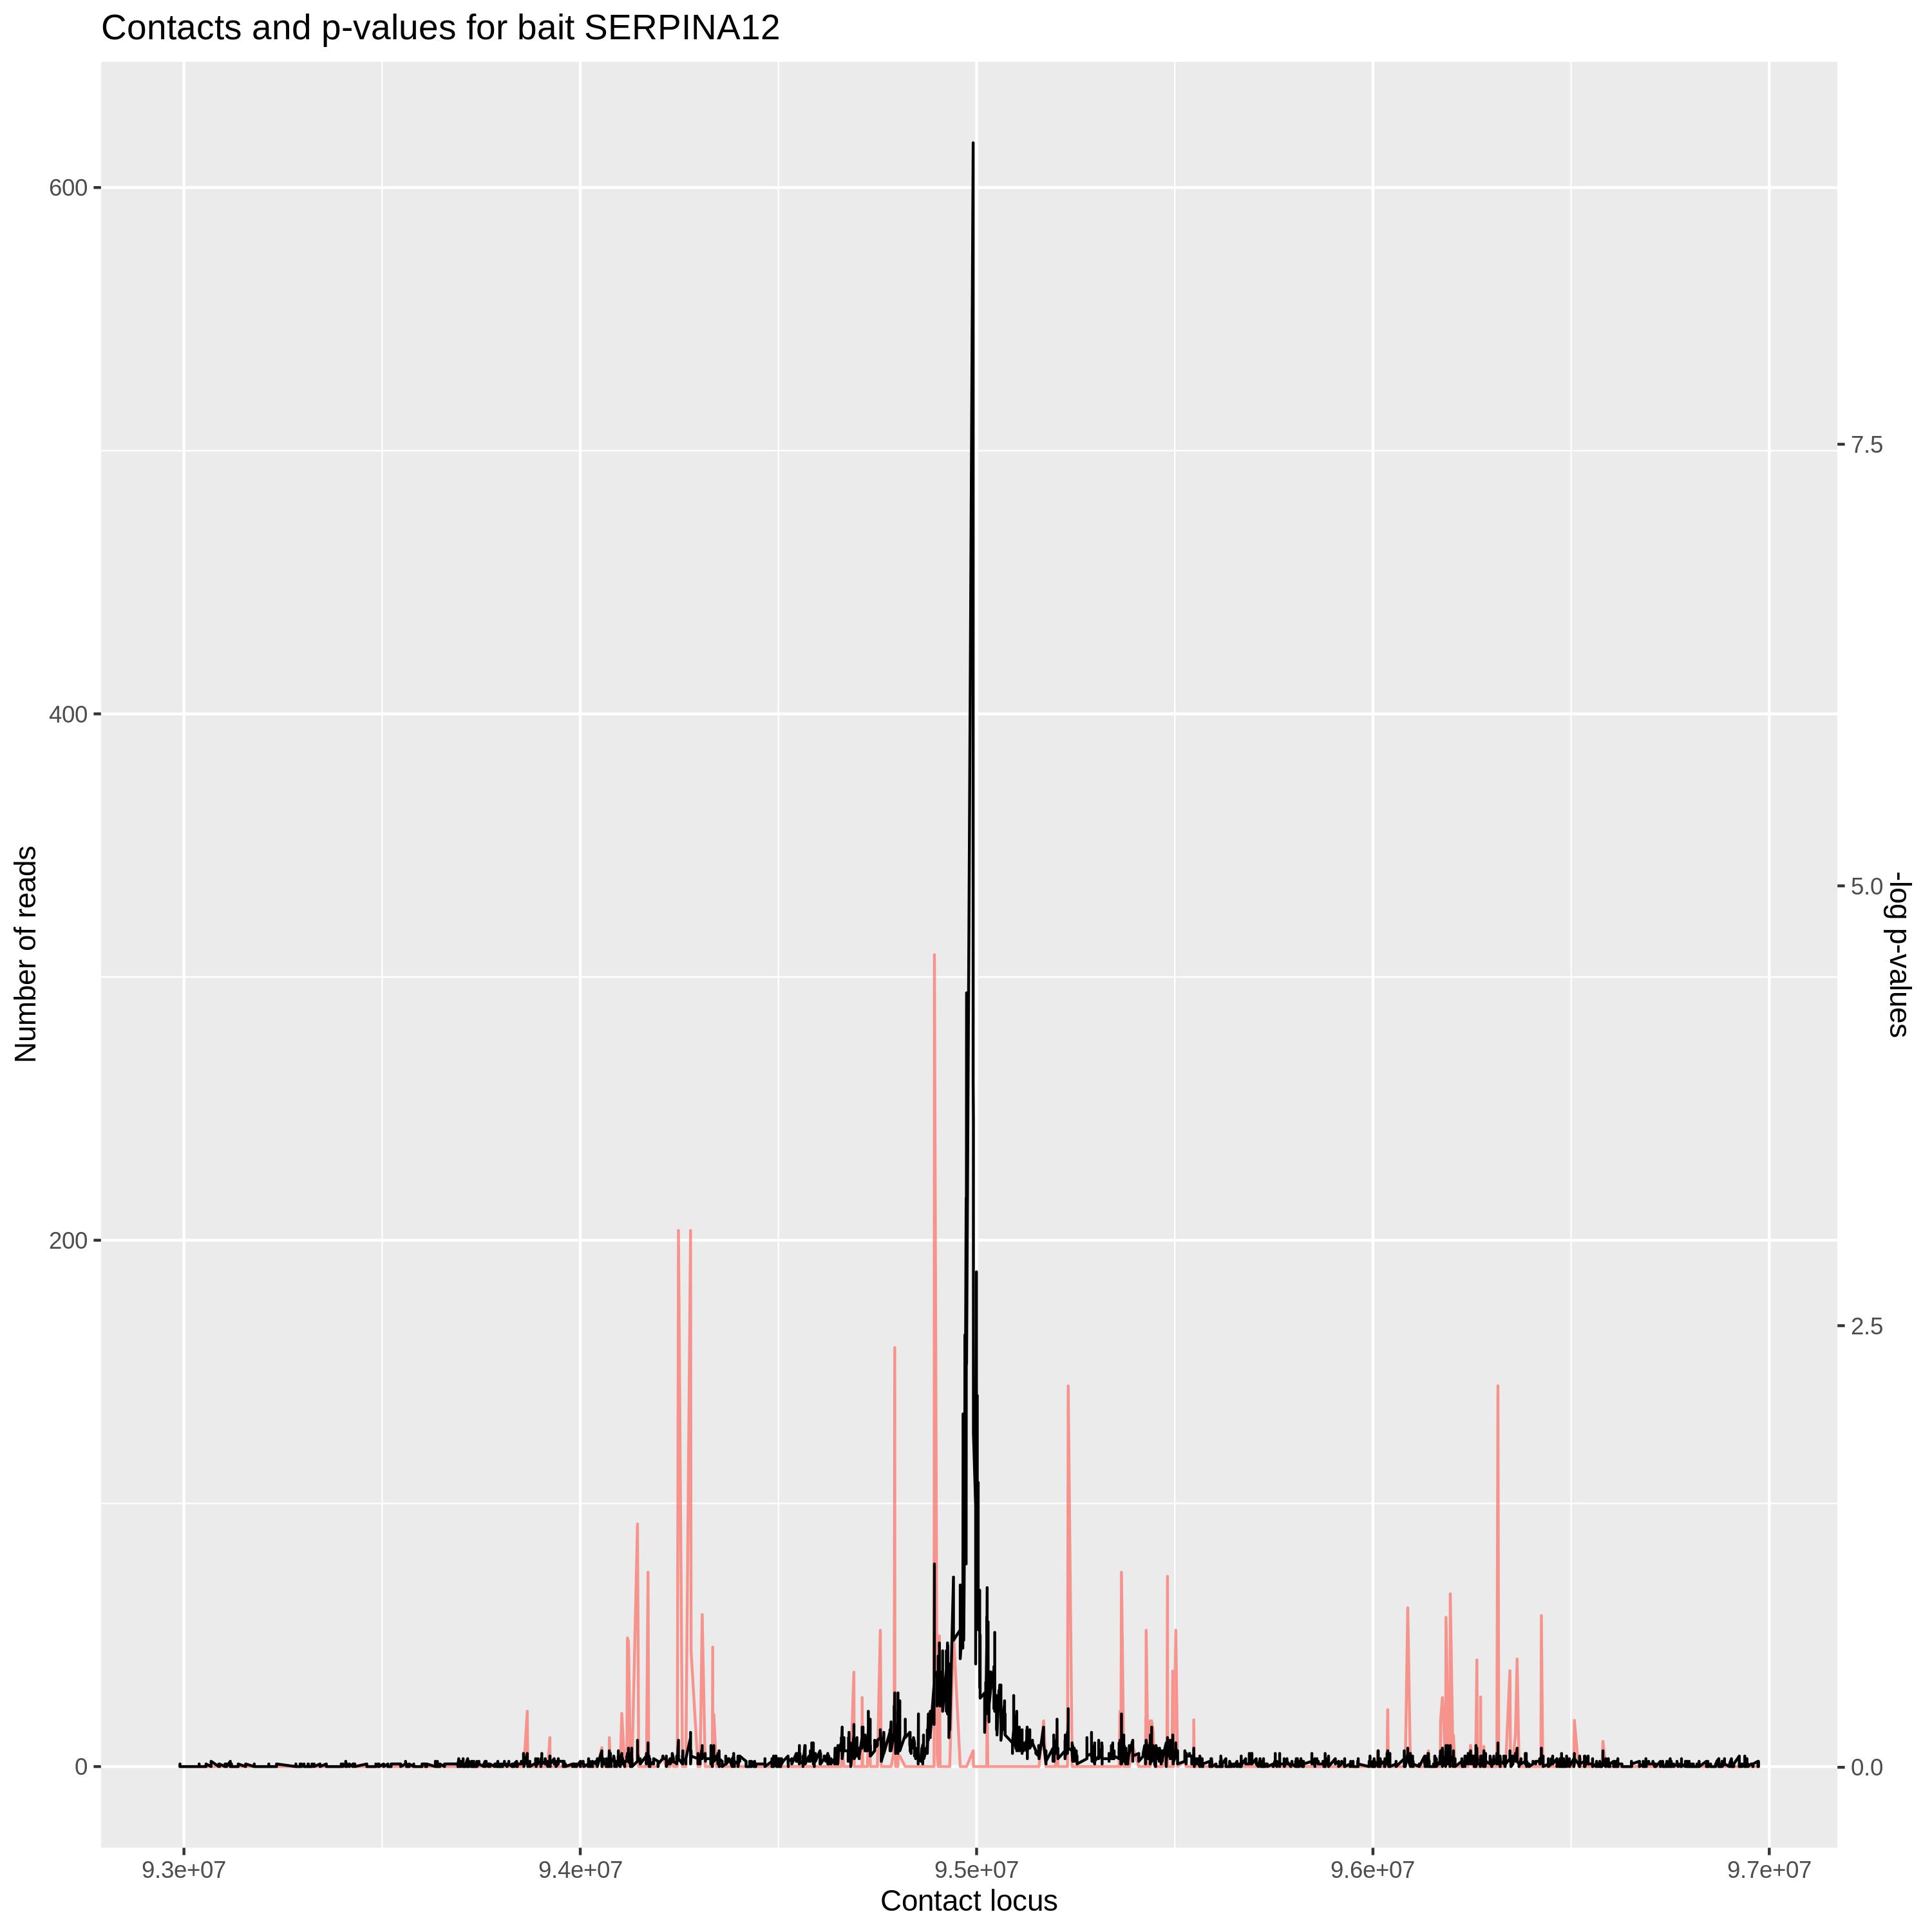 Contacts and p-values for bait SERPINA12
600
400
200
0
Number of reads
7.5
5.0
2.5
0.0
-log p-values
9.3e+07
9.4e+07
9.5e+07
9.6e+07
9.7e+07
Contact locus